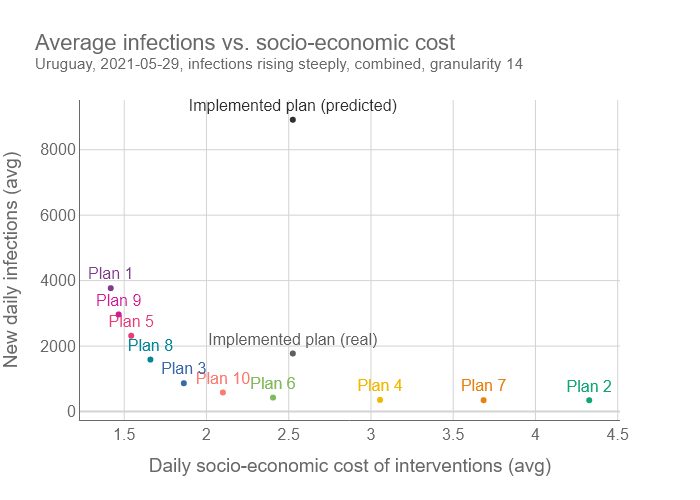 Average infections vs. socio-economic cost
Uruguay, 2021-05-29, infections rising steeply, combined, granularity 14
Implemented plan (predicted)
8000
6000
Plan 1
4000
Plan 9
Plan 5
Implemented plan (real)
Plan 8
2000
Plan 3
Plan 10
Plan 6
Plan 4
Plan 7
Plan 2
0
1.5
2
2.5
3
3.5
4
4.5
New daily infections (avg)
Daily socio-economic cost of interventions (avg)